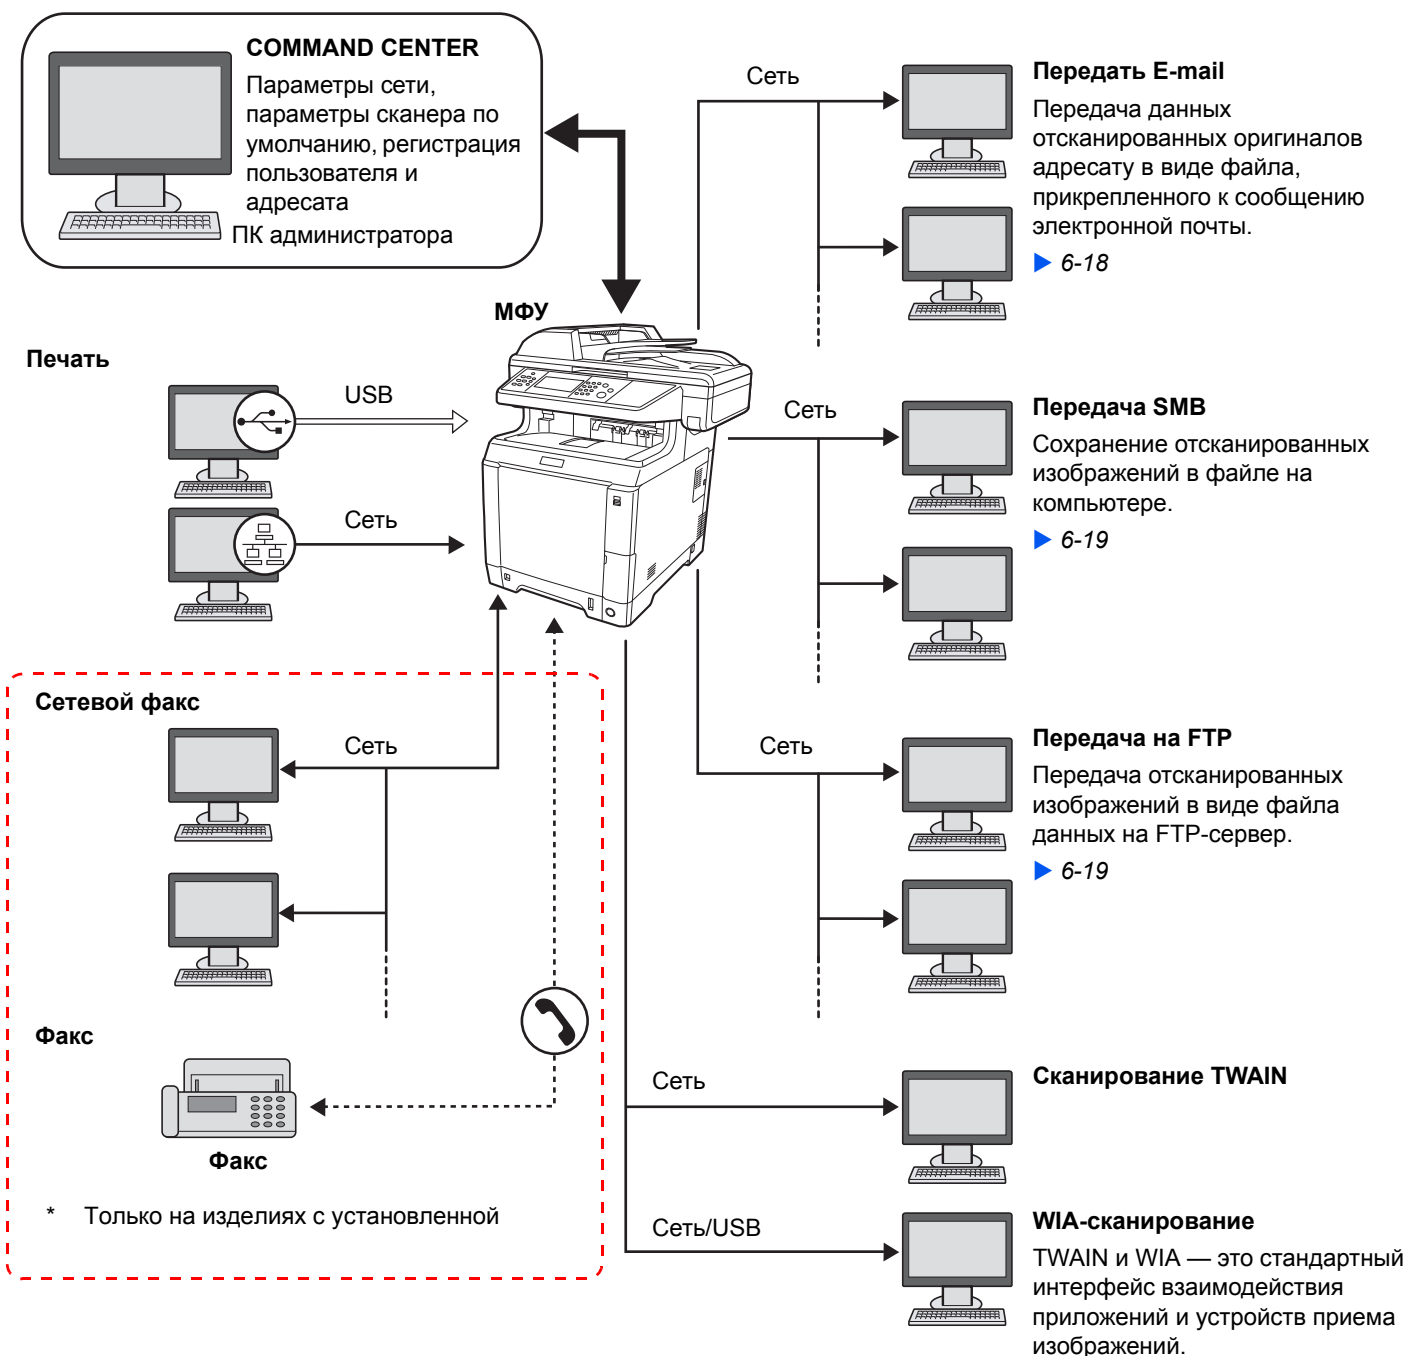 COMMAND CENTER
Параметры сети,
параметры сканера по
умолчанию, регистрация
пользователя и
адресата
ПК администратора
МФУ
Печать
USB
Сеть
Сетевой факс
Сеть
Факс
Факс
* Только на изделиях с установленной
Сеть
Передать E-mail
Передача данных
отсканированных оригиналов
адресату в виде файла,
прикрепленного к сообщению
электронной почты.
6-18
Сеть
Передача SMB
Сохранение отсканированных
изображений в файле на
компьютере.
6-19
Сеть
Передача на FTP
Передача отсканированных
изображений в виде файла
данных на FTP-сервер.
6-19
Сеть
Сканирование TWAIN
Сеть/USB
WIA-сканирование
TWAIN и WIA — это стандартный
интерфейс взаимодействия
приложений и устройств приема
изображений.